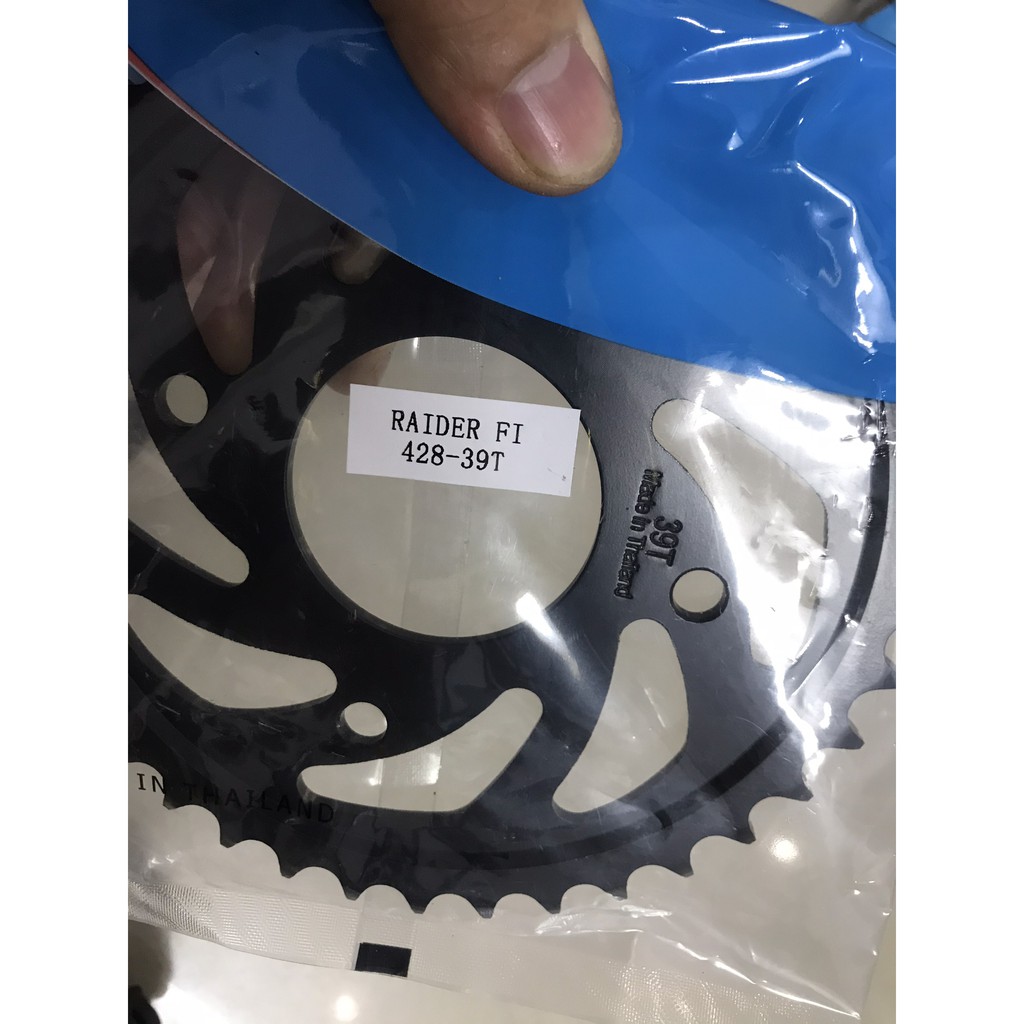 RAIDER FI
428-39T
39T
Made in Thailand
IN THAILAND